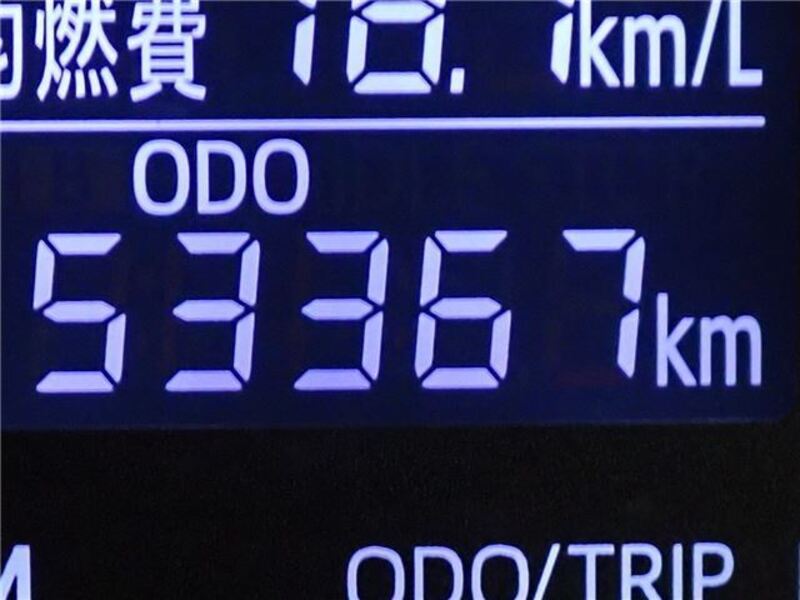 燃費 18.1km/L
ODO
53367km
ODO/TRIP